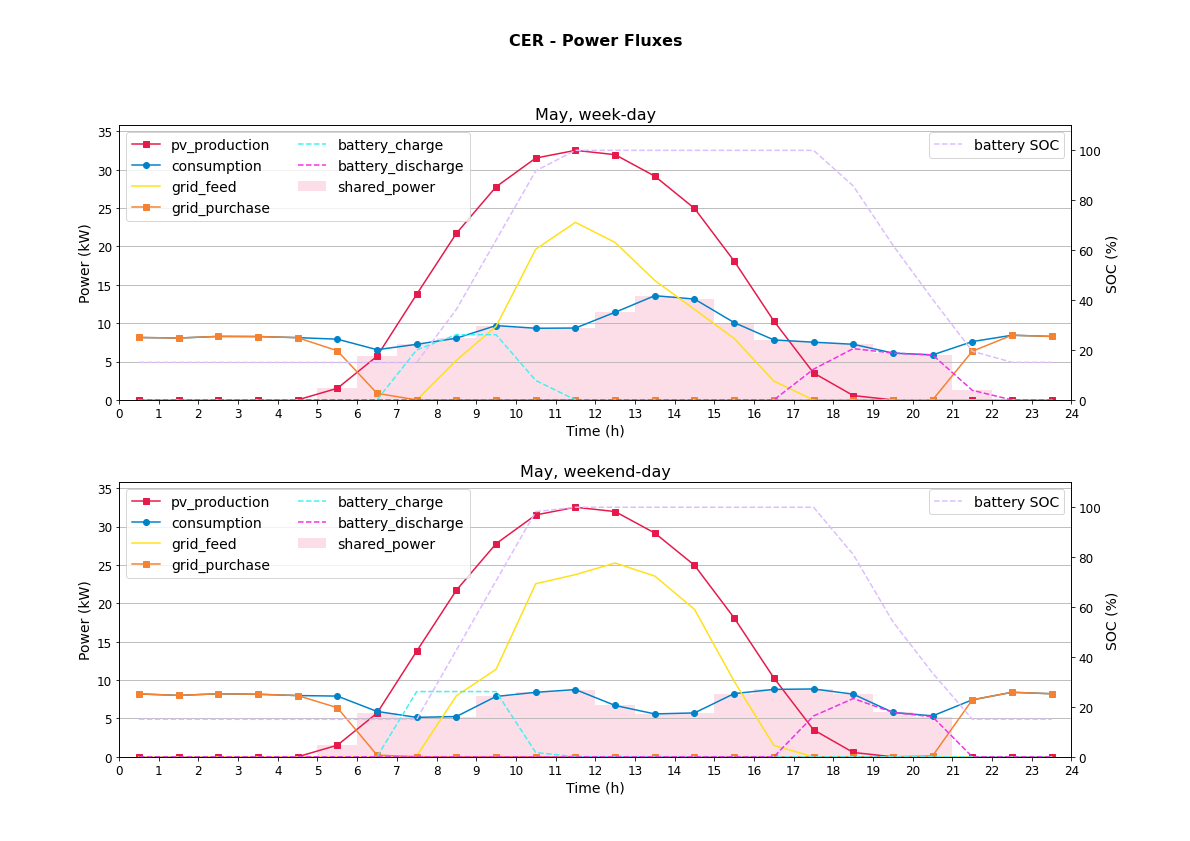 CER - Power Fluxes
May, week-day
pv_production
consumption
grid_feed
grid_purchase
battery_charge
battery_discharge
shared_power
battery SOC
Power (kW)
35
30
25
20
15
10
5
0
SOC (%)
100
80
60
40
20
0
0 1 2 3 4 5 6 7 8 9 10 11 12 13 14 15 16 17 18 19 20 21 22 23 24
Time (h)
May, weekend-day
pv_production
consumption
grid_feed
grid_purchase
battery_charge
battery_discharge
shared_power
battery SOC
Power (kW)
35
30
25
20
15
10
5
0
SOC (%)
100
80
60
40
20
0
0 1 2 3 4 5 6 7 8 9 10 11 12 13 14 15 16 17 18 19 20 21 22 23 24
Time (h)